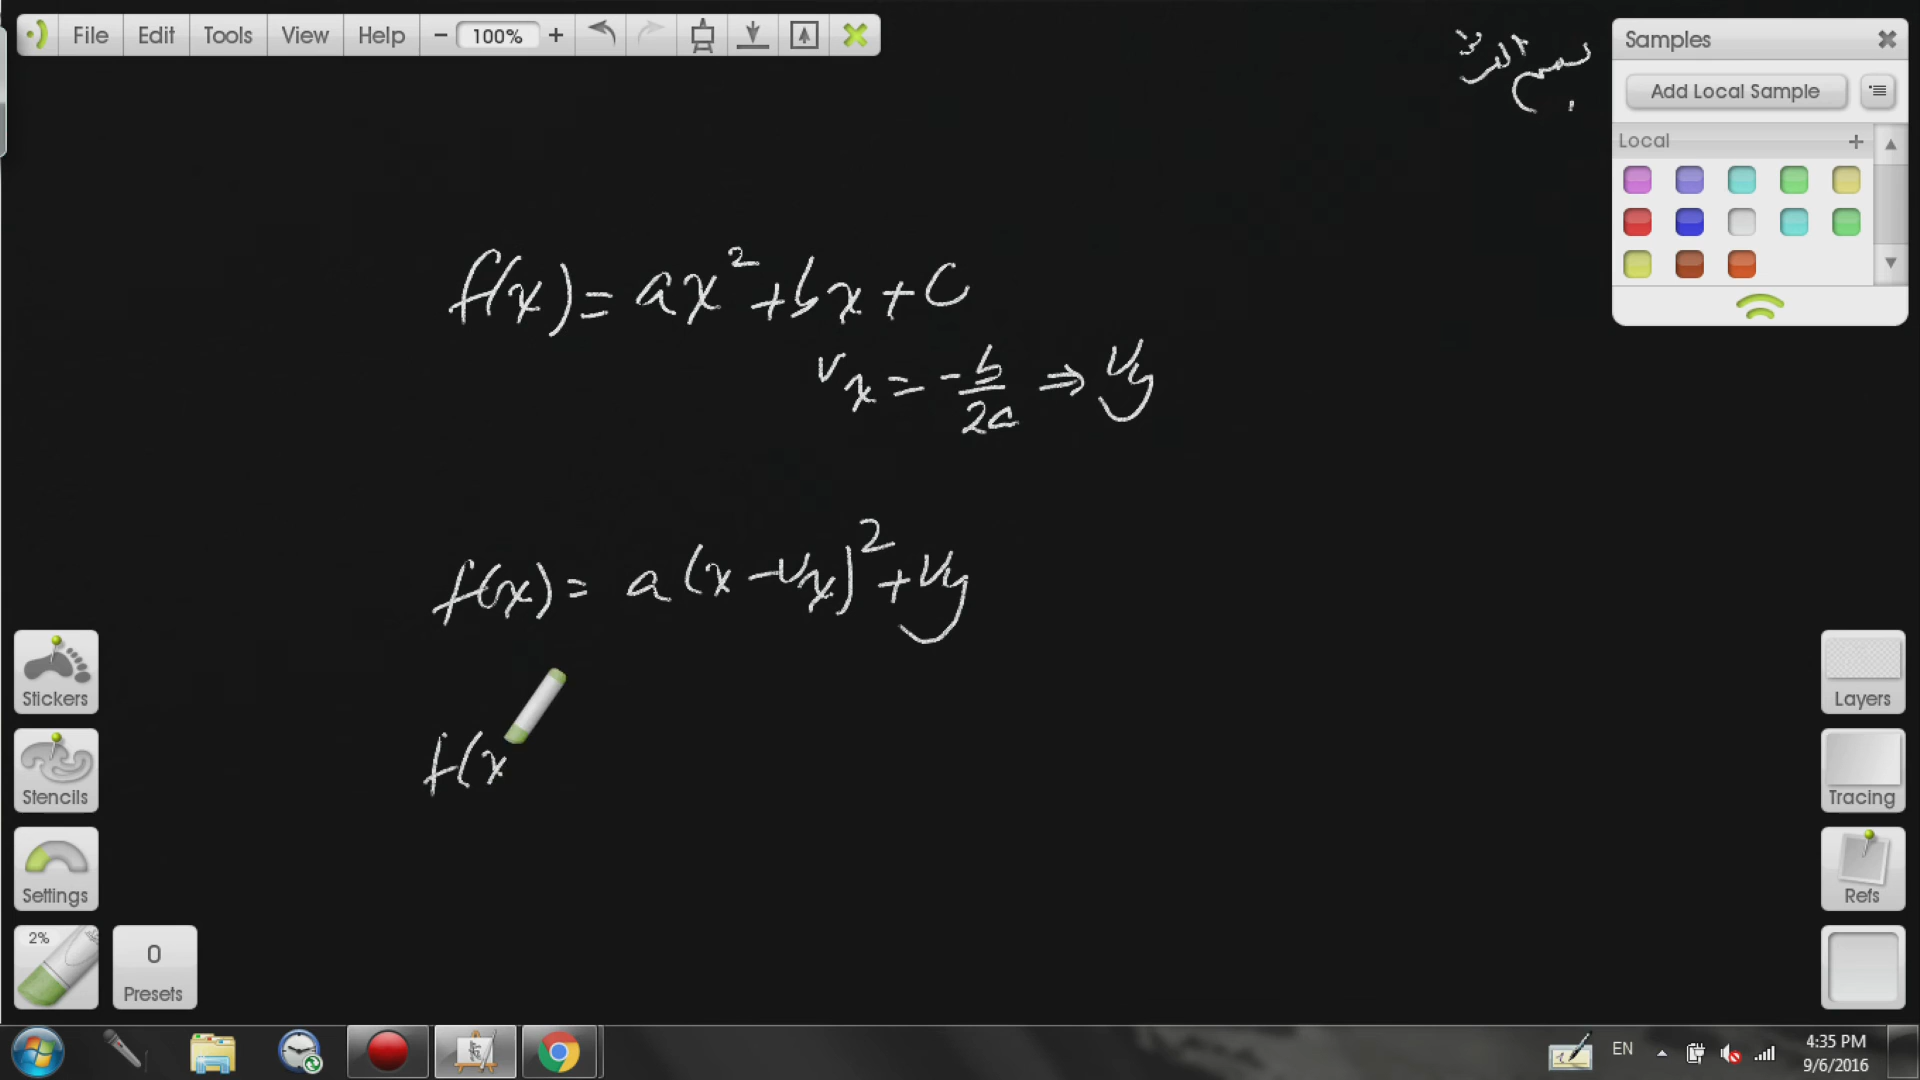 File Edit Tools View Help − 100% +
بسم الله
Samples
Add Local Sample
Local +
f(x) = ax² + bx + c
Vx = -b/2a ⇒ Vy
f(x) = a(x - Vx)² + Vy
f(x
Stickers
Stencils
Settings
2%
0
Presets
Layers
Tracing
Refs
EN
4:35 PM
9/6/2016